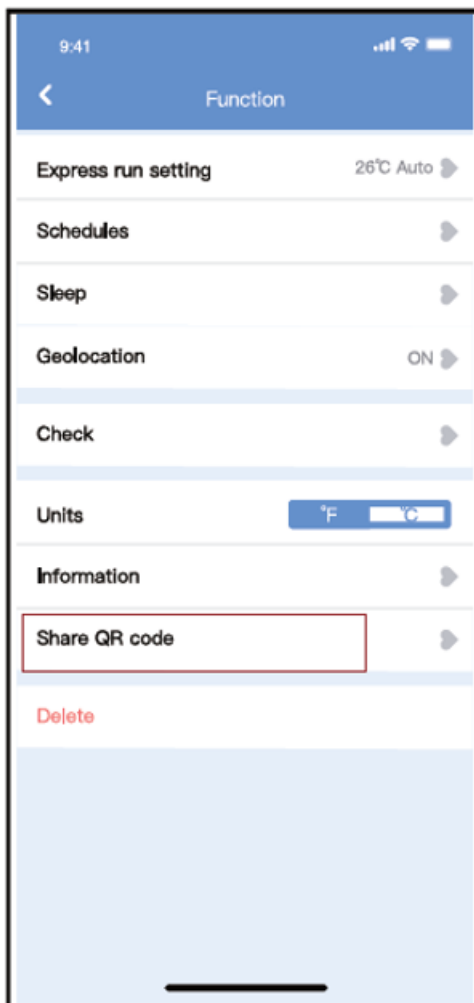 9:41
Function
Express run setting 26°C Auto
Schedules
Sleep
Geolocation ON
Check
Units °F °C
Information
Share QR code
Delete